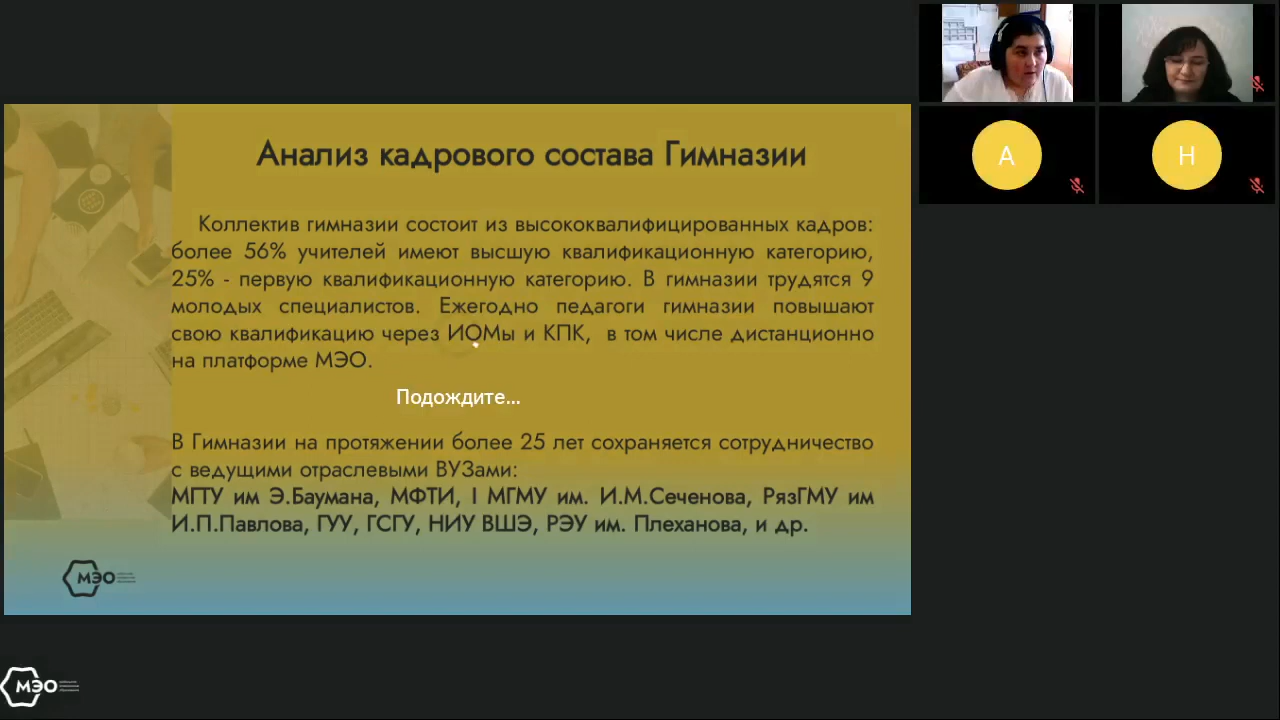 Анализ кадрового состава Гимназии
Коллектив гимназии состоит из высококвалифицированных кадров:
более 56% учителей имеют высшую квалификационную категорию,
25% - первую квалификационную категорию. В гимназии трудятся 9
молодых специалистов. Ежегодно педагоги гимназии повышают
свою квалификацию через ИОМы и КПК, в том числе дистанционно
на платформе МЭО.
Подождите...
В Гимназии на протяжении более 25 лет сохраняется сотрудничество
с ведущими отраслевыми ВУЗами:
МГТУ им Э.Баумана, МФТИ, I МГМУ им. И.М.Сеченова, РязГМУ им
И.П.Павлова, ГУУ, ГСГУ, НИУ ВШЭ, РЭУ им. Плеханова, и др.
МЭО
МЭО
А
Н